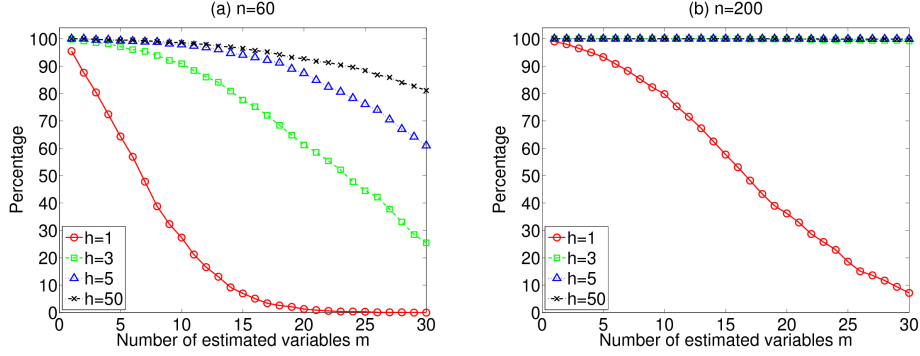 (a) n=60
100
90
80
70
60
50
40
30
20
10
0
Percentage
h=1
h=3
h=5
h=50
0 5 10 15 20 25 30
Number of estimated variables m
(b) n=200
100
90
80
70
60
50
40
30
20
10
0
Percentage
h=1
h=3
h=5
h=50
0 5 10 15 20 25 30
Number of estimated variables m